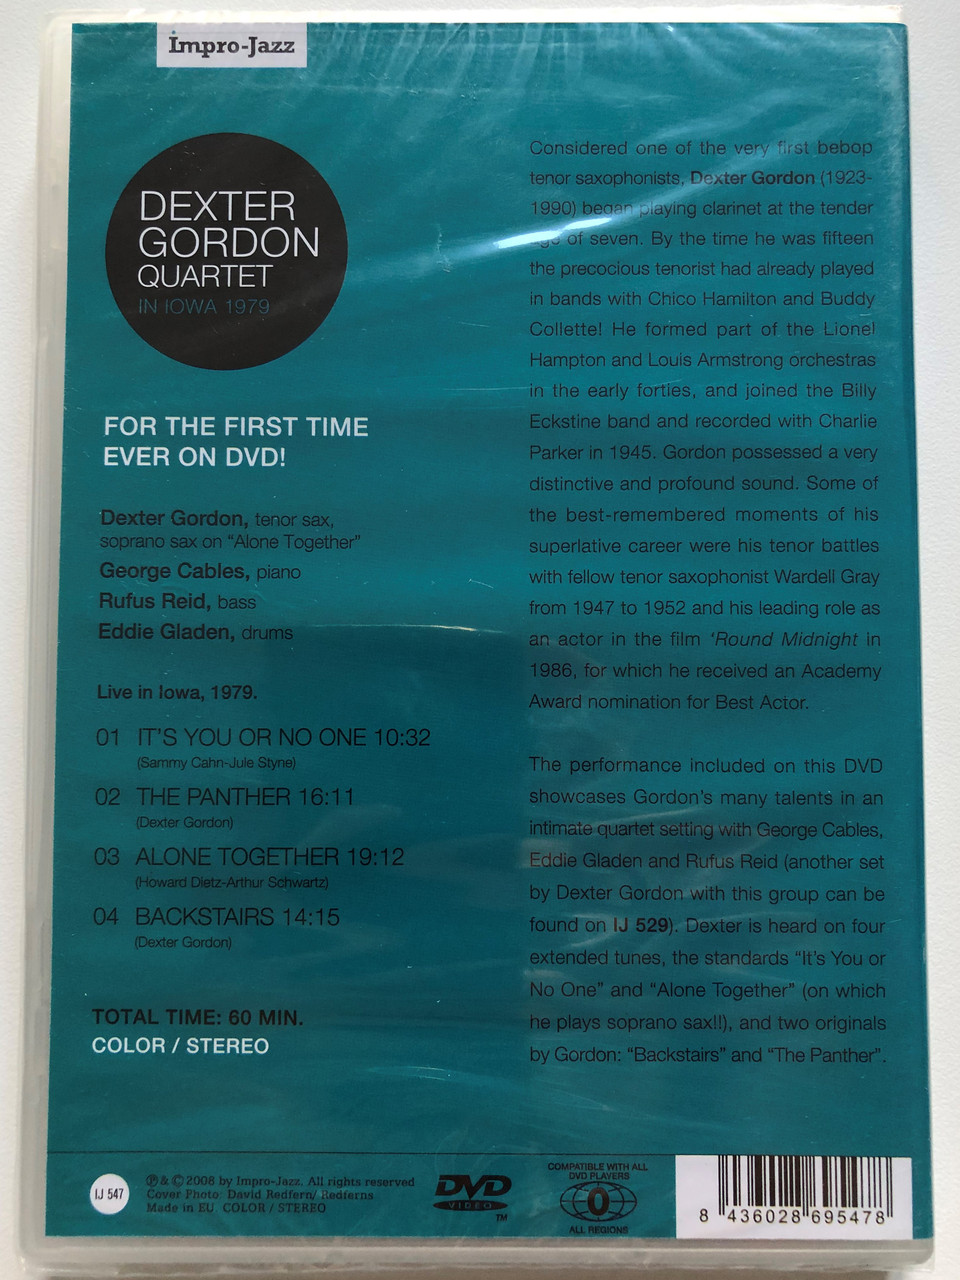 Impro-Jazz
DEXTER
GORDON
QUARTET
IN IOWA 1979
FOR THE FIRST TIME
EVER ON DVD!
Dexter Gordon, tenor sax,
soprano sax on “Alone Together”
George Cables, piano
Rufus Reid, bass
Eddie Gladen, drums
Live in Iowa, 1979.
01 IT'S YOU OR NO ONE 10:32
(Sammy Cahn-Jule Styne)
02 THE PANTHER 16:11
(Dexter Gordon)
03 ALONE TOGETHER 19:12
(Howard Dietz-Arthur Schwartz)
04 BACKSTAIRS 14:15
(Dexter Gordon)
TOTAL TIME: 60 MIN.
COLOR / STEREO
Considered one of the very first bebop
tenor saxophonists, Dexter Gordon (1923-
1990) began playing clarinet at the tender
age of seven. By the time he was fifteen
the precocious tenorist had already played
in bands with Chico Hamilton and Buddy
Collette! He formed part of the Lionel
Hampton and Louis Armstrong orchestras
in the early forties, and joined the Billy
Eckstine band and recorded with Charlie
Parker in 1945. Gordon possessed a very
distinctive and profound sound. Some of
the best-remembered moments of his
superlative career were his tenor battles
with fellow tenor saxophonist Wardell Gray
from 1947 to 1952 and his leading role as
an actor in the film ‘Round Midnight in
1986, for which he received an Academy
Award nomination for Best Actor.
The performance included on this DVD
showcases Gordon's many talents in an
intimate quartet setting with George Cables,
Eddie Gladen and Rufus Reid (another set
by Dexter Gordon with this group can be
found on IJ 529). Dexter is heard on four
extended tunes, the standards “It's You or
No One” and “Alone Together” (on which
he plays soprano sax!!), and two originals
by Gordon: “Backstairs” and “The Panther”.
IJ 547
℗ & © 2008 by Impro-Jazz. All rights reserved
Cover Photo: David Redfern/ Redferns
Made in EU COLOR / STEREO
DVD
VIDEO
TM
COMPATIBLE WITH ALL
DVD PLAYERS
0
ALL REGIONS
8 436028 695478